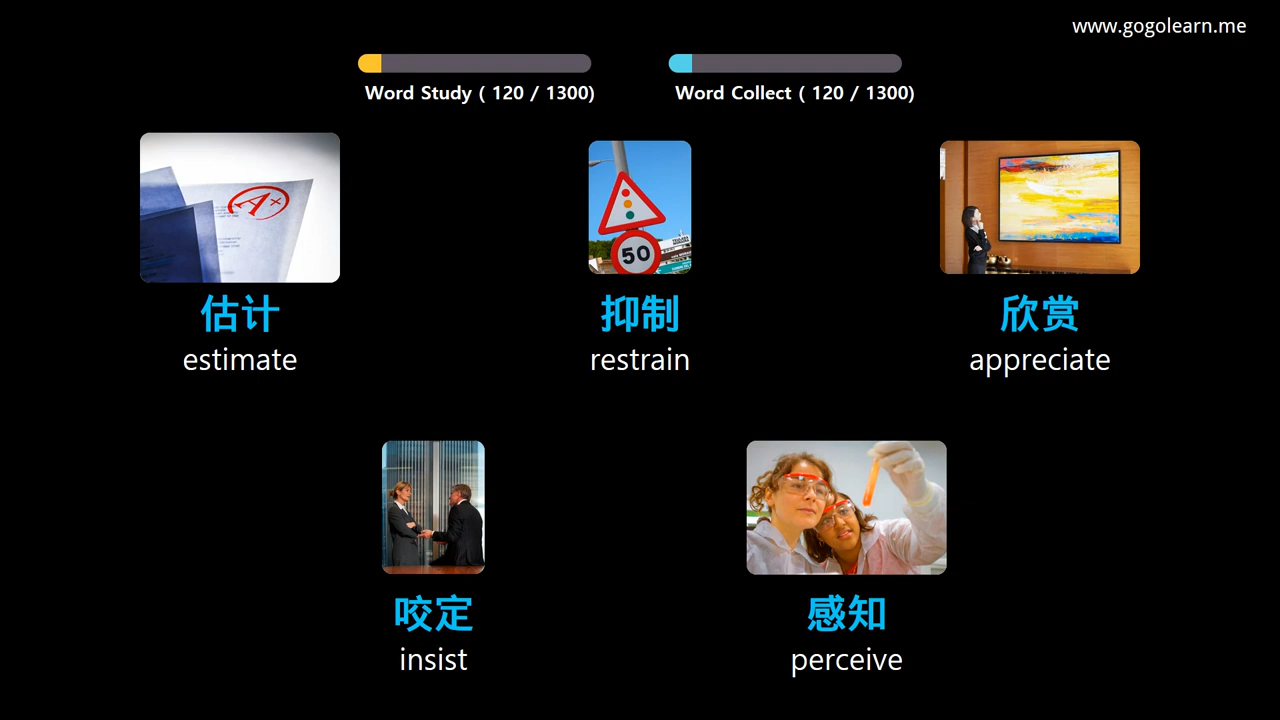 www.gogolearn.me
Word Study ( 120 / 1300)
Word Collect ( 120 / 1300)
A+
50
估计
estimate
抑制
restrain
欣赏
appreciate
咬定
insist
感知
perceive